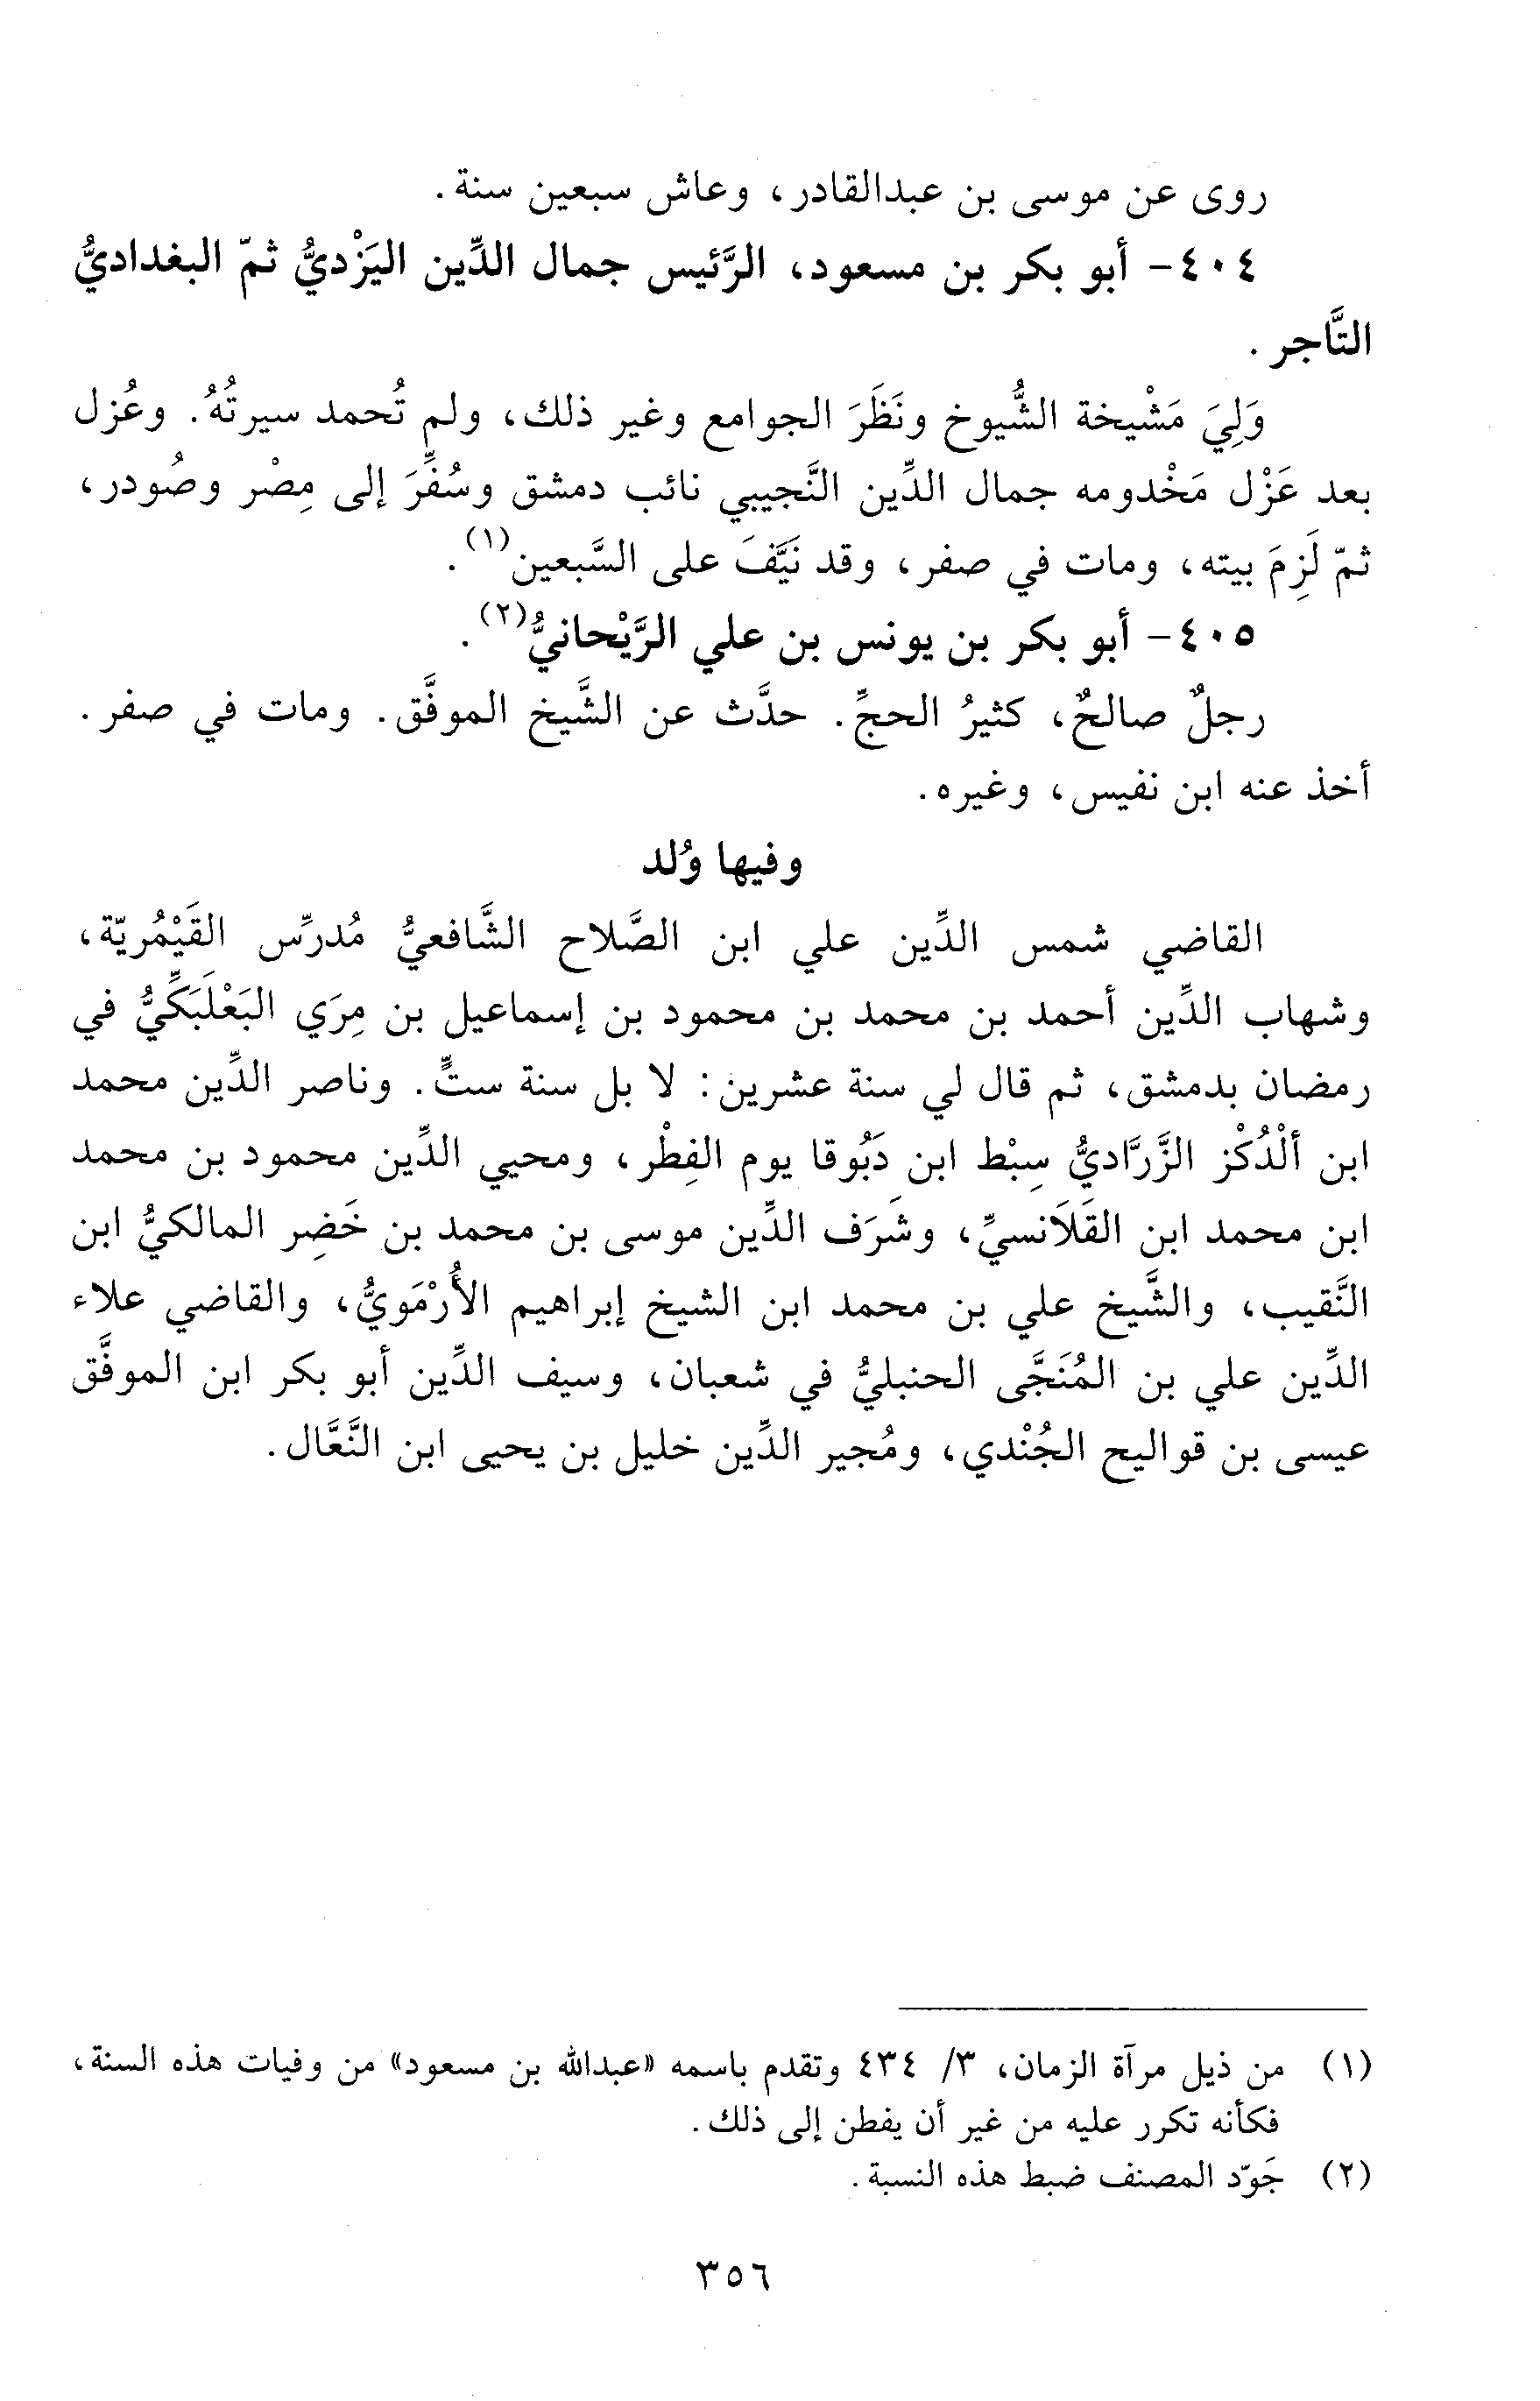 روى عن موسى بن عبدالقادر، وعاش سبعين سنة.
٤٠٤- أبو بكر بن مسعود، الرَّئيس جمال الدِّين اليَزْديُّ ثمّ البغداديُّ
التَّاجر.
وَلِيَ مَشْيخة الشُّيوخ ونَظَرَ الجوامع وغير ذلك، ولم تُحمد سيرتُهُ. وعُزل
بعد عَزْل مَخْدومه جمال الدِّين النَّجيبي نائب دمشق وسُفِّرَ إلى مِصْر وصُودر،
ثمّ لَزِمَ بيته، ومات في صفر، وقد نَيَّفَ على السَّبعين(١).
٤٠٥- أبو بكر بن يونس بن علي الرَّيْحانيُّ(٢).
رجلٌ صالحٌ، كثيرُ الحجِّ. حدَّث عن الشَّيخ الموفَّق. ومات في صفر.
أخذ عنه ابن نفيس، وغيره.
وفيها وُلد
القاضي شمس الدِّين علي ابن الصَّلاح الشَّافعيُّ مُدرِّس القَيْمُريّة،
وشهاب الدِّين أحمد بن محمد بن محمود بن إسماعيل بن مِرَي البَعْلَبَكِّيُّ في
رمضان بدمشق، ثم قال لي سنة عشرين: لا بل سنة ستٍّ. وناصر الدِّين محمد
ابن ألْدُكْز الزَّرَّاديُّ سِبْط ابن دَبُوقا يوم الفِطْر، ومحيي الدِّين محمود بن محمد
ابن محمد ابن القَلَانسيِّ، وشَرَف الدِّين موسى بن محمد بن خَضِر المالكيُّ ابن
النَّقيب، والشَّيخ علي بن محمد ابن الشيخ إبراهيم الأُرْمَويُّ، والقاضي علاء
الدِّين علي بن المُنَجَّى الحنبليُّ في شعبان، وسيف الدِّين أبو بكر ابن الموفَّق
عيسى بن قواليح الجُنْدي، ومُجير الدِّين خليل بن يحيى ابن النَّعَّال.
(١) من ذيل مرآة الزمان، ٣/ ٤٣٤ وتقدم باسمه «عبدالله بن مسعود» من وفيات هذه السنة،
فكأنه تكرر عليه من غير أن يفطن إلى ذلك.
(٢) جَوّد المصنف ضبط هذه النسبة.
٣٥٦